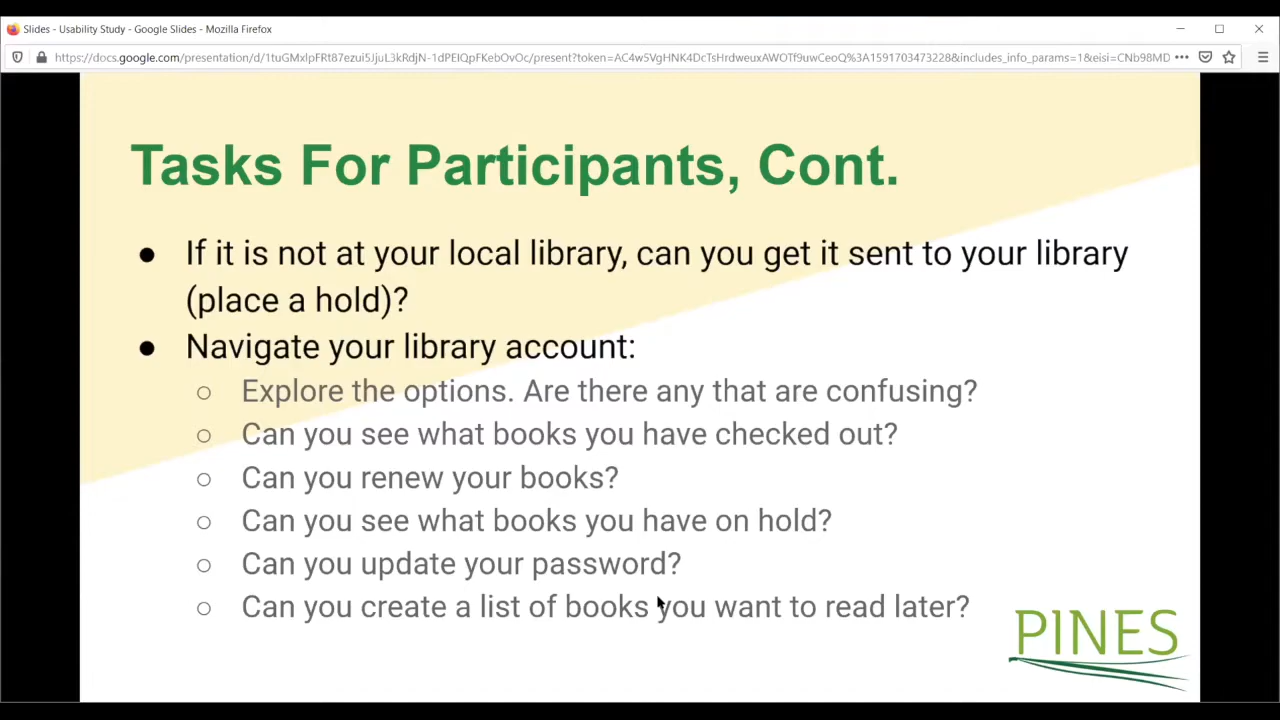 Slides - Usability Study - Google Slides - Mozilla Firefox
https://docs.google.com/presentation/d/1tuGMxlpFRt87ezui5JjuL3kRdjN-1dPEIQpFKebOvOc/present?token=AC4w5VgHNK4DcTsHrdweuxAWOTf9uwCeoQ%3A1591703473228&includes_info_params=1&eisi=CNb98MD
Tasks For Participants, Cont.
● If it is not at your local library, can you get it sent to your library
(place a hold)?
● Navigate your library account:
○ Explore the options. Are there any that are confusing?
○ Can you see what books you have checked out?
○ Can you renew your books?
○ Can you see what books you have on hold?
○ Can you update your password?
○ Can you create a list of books you want to read later?
PINES